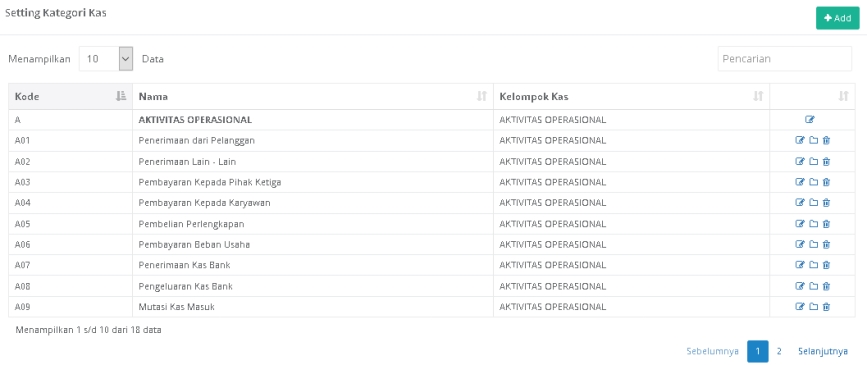 Setting Kategori Kas
Add
Menampilkan 10 Data
Pencarian
Kode Nama Kelompok Kas
A AKTIVITAS OPERASIONAL AKTIVITAS OPERASIONAL
A01 Penerimaan dari Pelanggan AKTIVITAS OPERASIONAL
A02 Penerimaan Lain - Lain AKTIVITAS OPERASIONAL
A03 Pembayaran Kepada Pihak Ketiga AKTIVITAS OPERASIONAL
A04 Pembayaran Kepada Karyawan AKTIVITAS OPERASIONAL
A05 Pembelian Perlengkapan AKTIVITAS OPERASIONAL
A06 Pembayaran Beban Usaha AKTIVITAS OPERASIONAL
A07 Penerimaan Kas Bank AKTIVITAS OPERASIONAL
A08 Pengeluaran Kas Bank AKTIVITAS OPERASIONAL
A09 Mutasi Kas Masuk AKTIVITAS OPERASIONAL
Menampilkan 1 s/d 10 dari 18 data
Sebelumnya 1 2 Selanjutnya